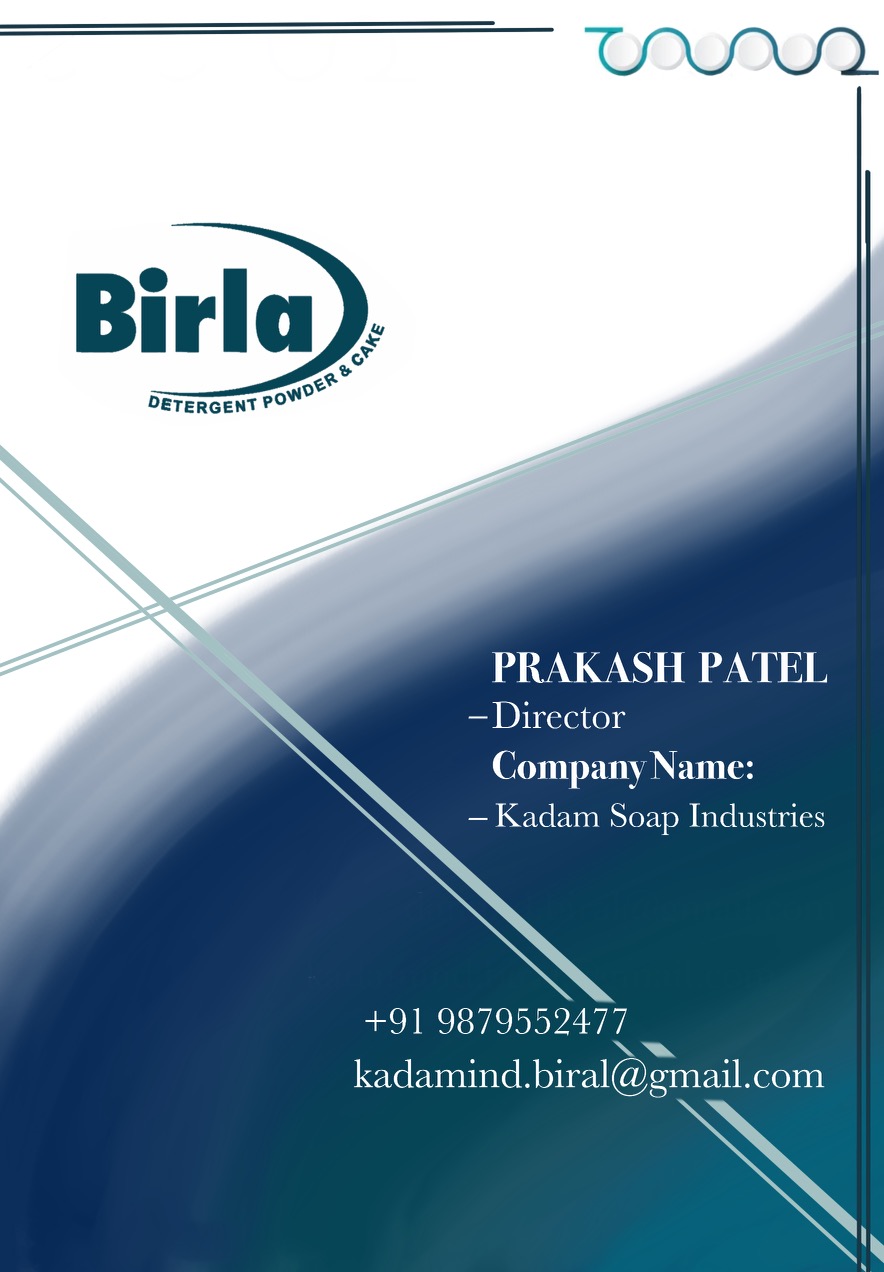 Birla
DETERGENT POWDER & CAKE
PRAKASH PATEL
–Director
Company Name:
– Kadam Soap Industries
+91 9879552477
kadamind.biral@gmail.com